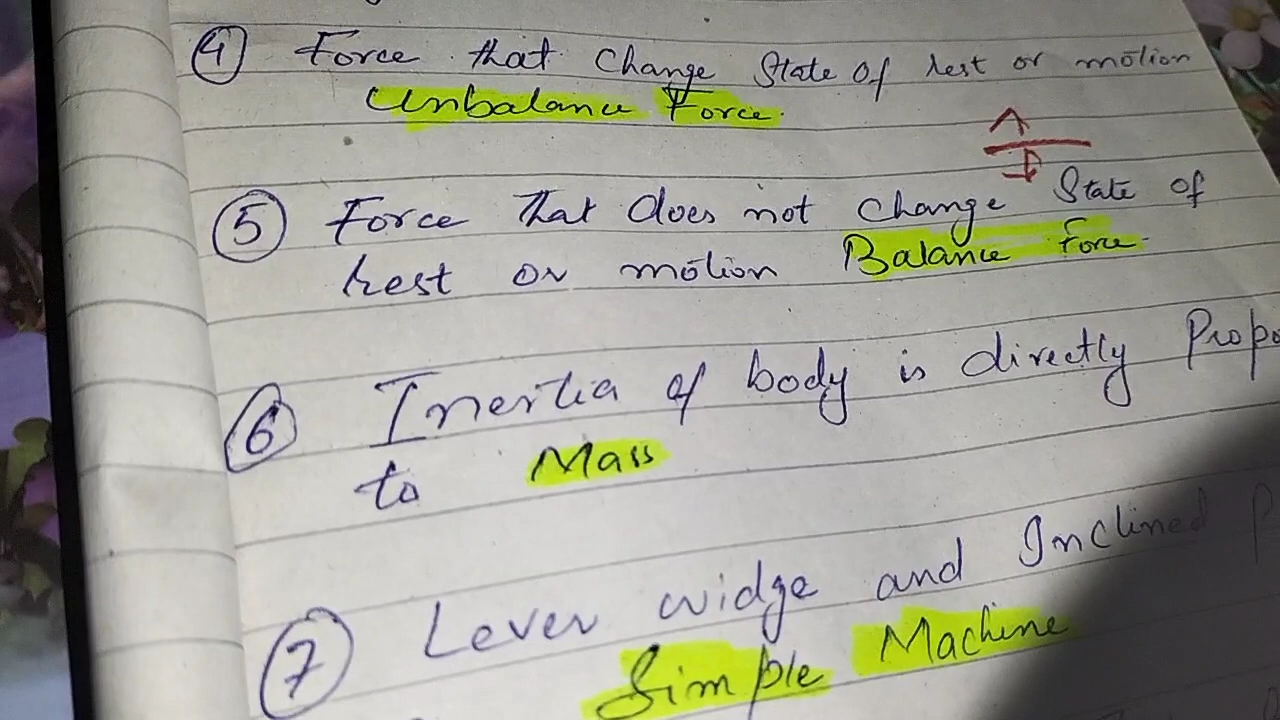 ④ Force that change State of rest or motion
Unbalance Force.
⑤ Force that does not change State of
rest or motion Balance force.
⑥ Inertia of body is directly Propo
to Mass
⑦ Lever widge and Inclined P
Simple Machine